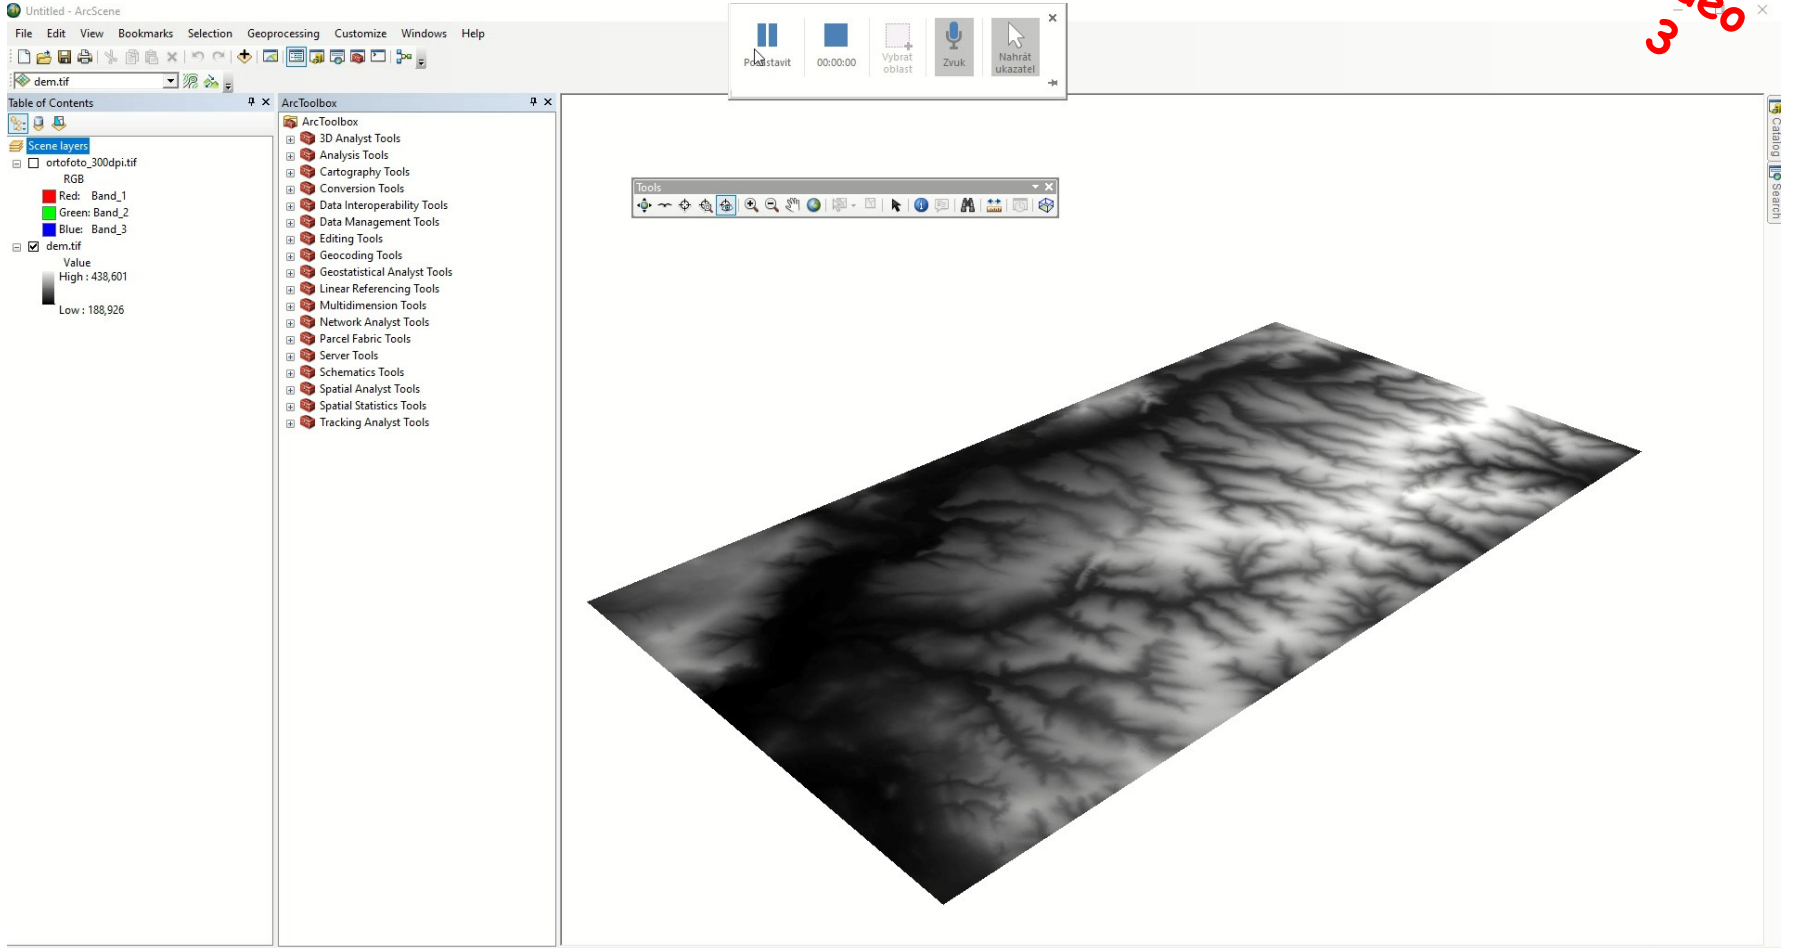 Untitled - ArcScene
File Edit View Bookmarks Selection Geoprocessing Customize Windows Help
dem.tif
Table of Contents
Scene layers
ortofoto_300dpi.tif
RGB
Red: Band_1
Green: Band_2
Blue: Band_3
dem.tif
Value
High : 438,601
Low : 188,926
ArcToolbox
ArcToolbox
3D Analyst Tools
Analysis Tools
Cartography Tools
Conversion Tools
Data Interoperability Tools
Data Management Tools
Editing Tools
Geocoding Tools
Geostatistical Analyst Tools
Linear Referencing Tools
Multidimension Tools
Network Analyst Tools
Parcel Fabric Tools
Server Tools
Schematics Tools
Spatial Analyst Tools
Spatial Statistics Tools
Tracking Analyst Tools
00:00:00
Vybrat
oblast
Zvuk
Nahrát
ukazatel
Tools
3
Catalog
Search